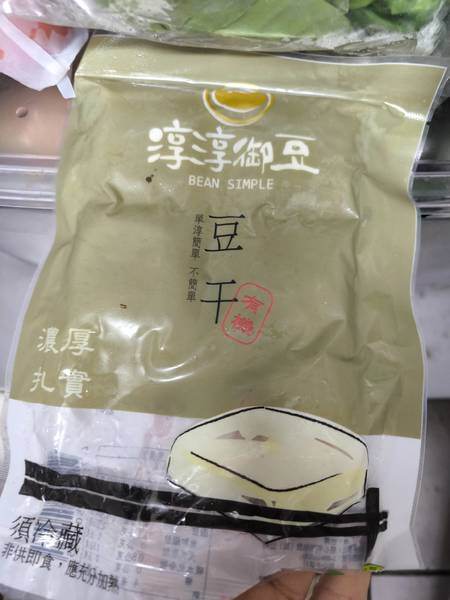 淳淳御豆
BEAN SIMPLE
豆干
單淳簡單 不簡單
有機
濃厚
扎實
須冷藏
非供即食，應充分加熱